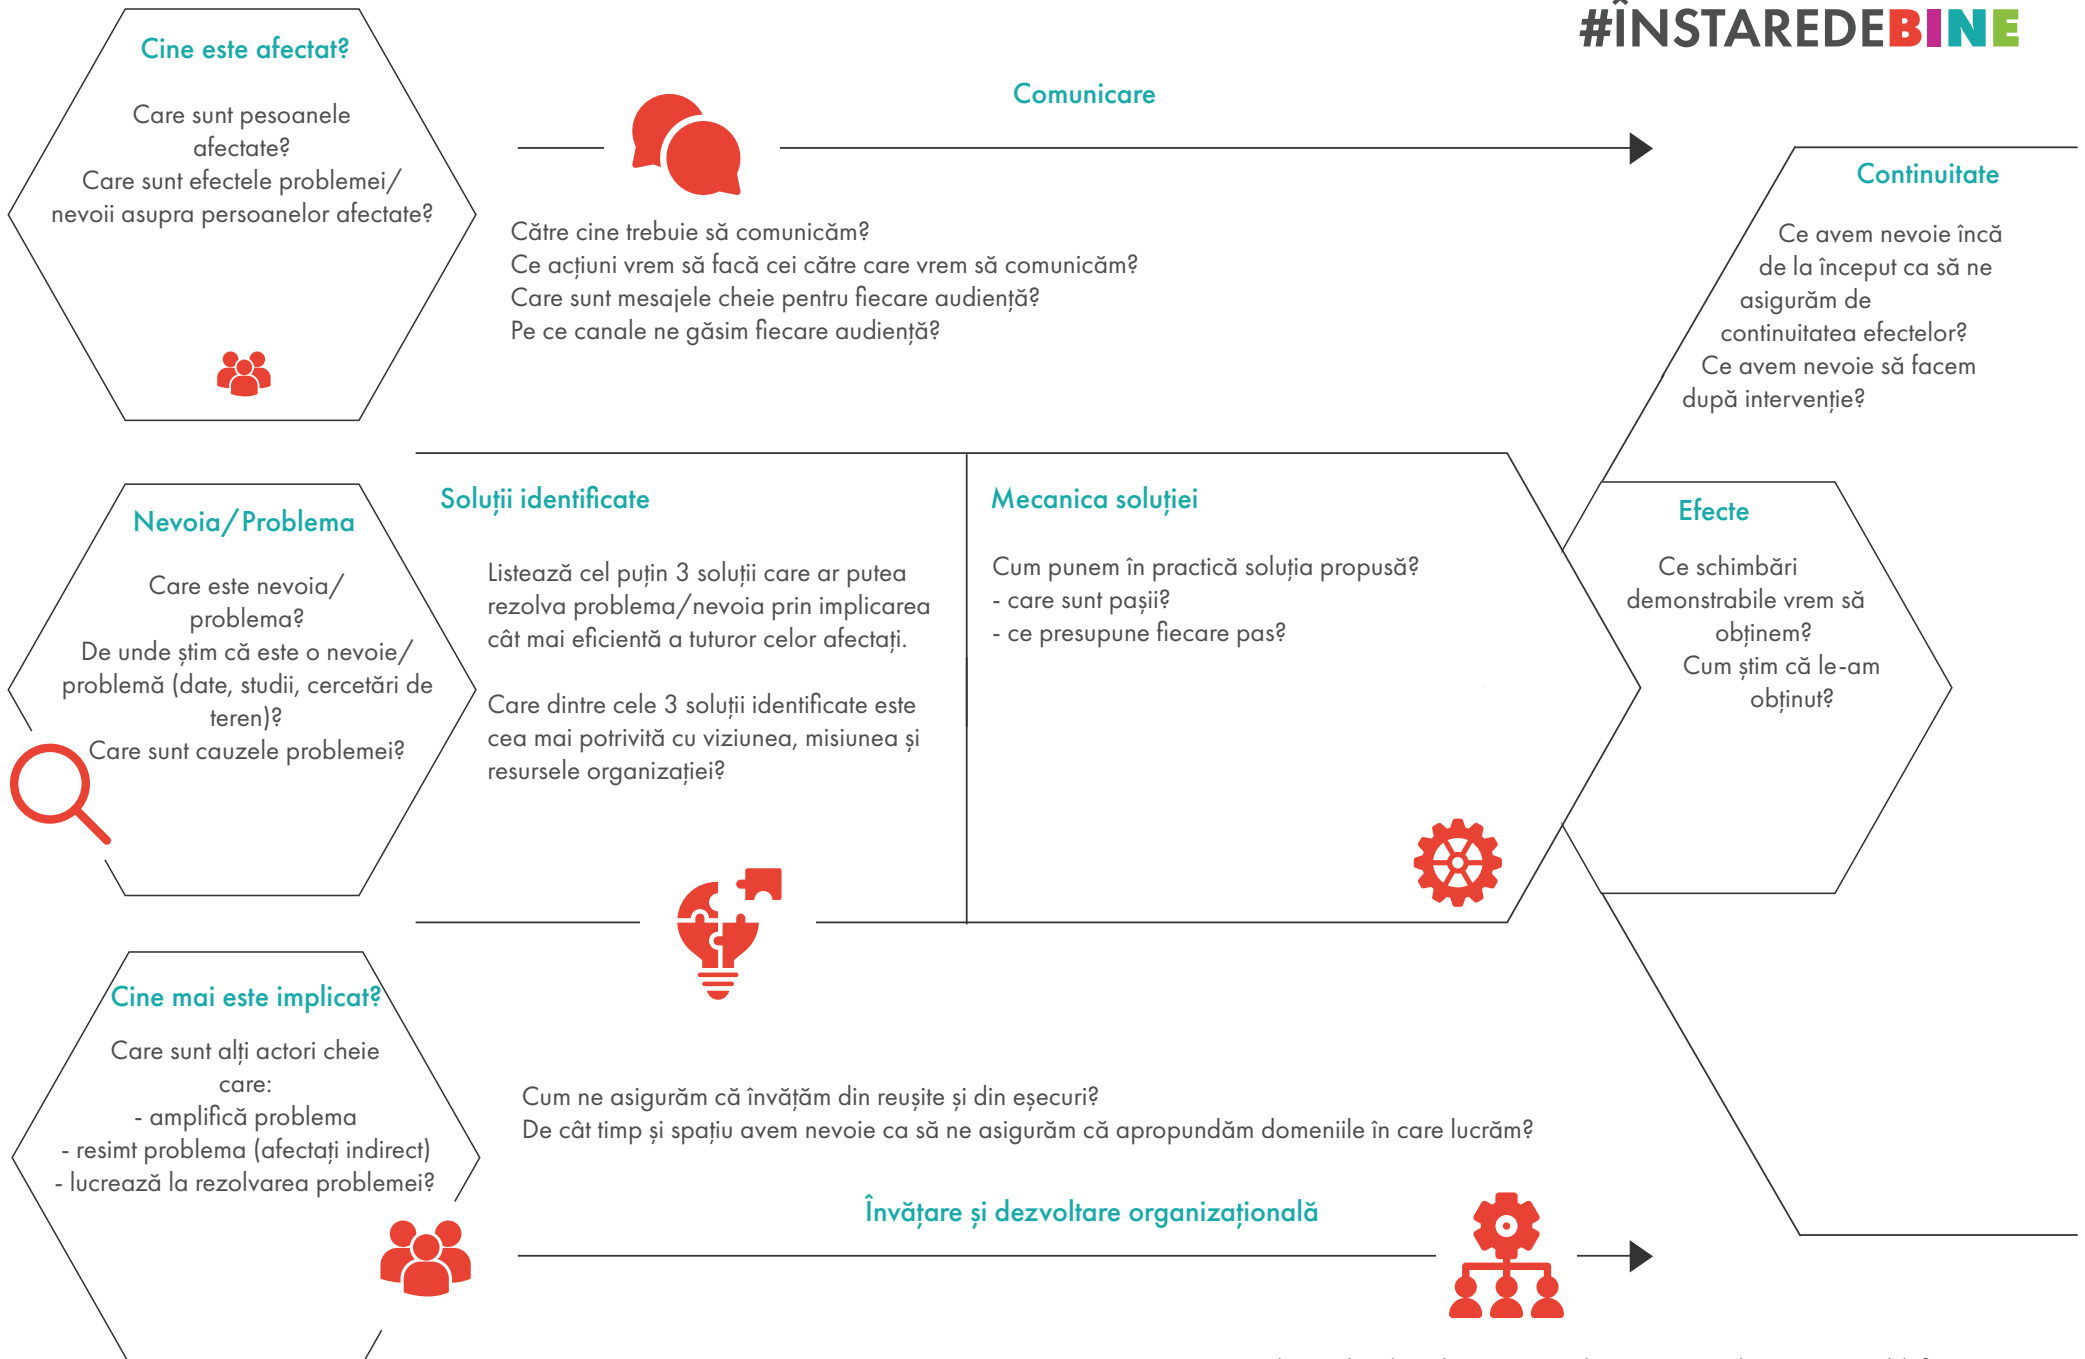 #ÎNSTAREDEBINE
Cine este afectat?
Care sunt pesoanele
afectate?
Care sunt efectele problemei/
nevoii asupra persoanelor afectate?
Comunicare
Către cine trebuie să comunicăm?
Ce acțiuni vrem să facă cei către care vrem să comunicăm?
Care sunt mesajele cheie pentru fiecare audiență?
Pe ce canale ne găsim fiecare audiență?
Continuitate
Ce avem nevoie încă
de la început ca să ne
asigurăm de
continuitatea efectelor?
Ce avem nevoie să facem
după intervenție?
Nevoia/Problema
Care este nevoia/
problema?
De unde știm că este o nevoie/
problemă (date, studii, cercetări de
teren)?
Care sunt cauzele problemei?
Soluții identificate
Listează cel puțin 3 soluții care ar putea
rezolva problema/nevoia prin implicarea
cât mai eficientă a tuturor celor afectați.
Care dintre cele 3 soluții identificate este
cea mai potrivită cu viziunea, misiunea și
resursele organizației?
Mecanica soluției
Cum punem în practică soluția propusă?
- care sunt pașii?
- ce presupune fiecare pas?
Efecte
Ce schimbări
demonstrabile vrem să
obținem?
Cum știm că le-am
obținut?
Cine mai este implicat?
Care sunt alți actori cheie
care:
- amplifică problema
- resimt problema (afectați indirect)
- lucrează la rezolvarea problemei?
Cum ne asigurăm că învățăm din reușite și din eșecuri?
De cât timp și spațiu avem nevoie ca să ne asigurăm că apropundăm domeniile în care lucrăm?
Învățare și dezvoltare organizațională